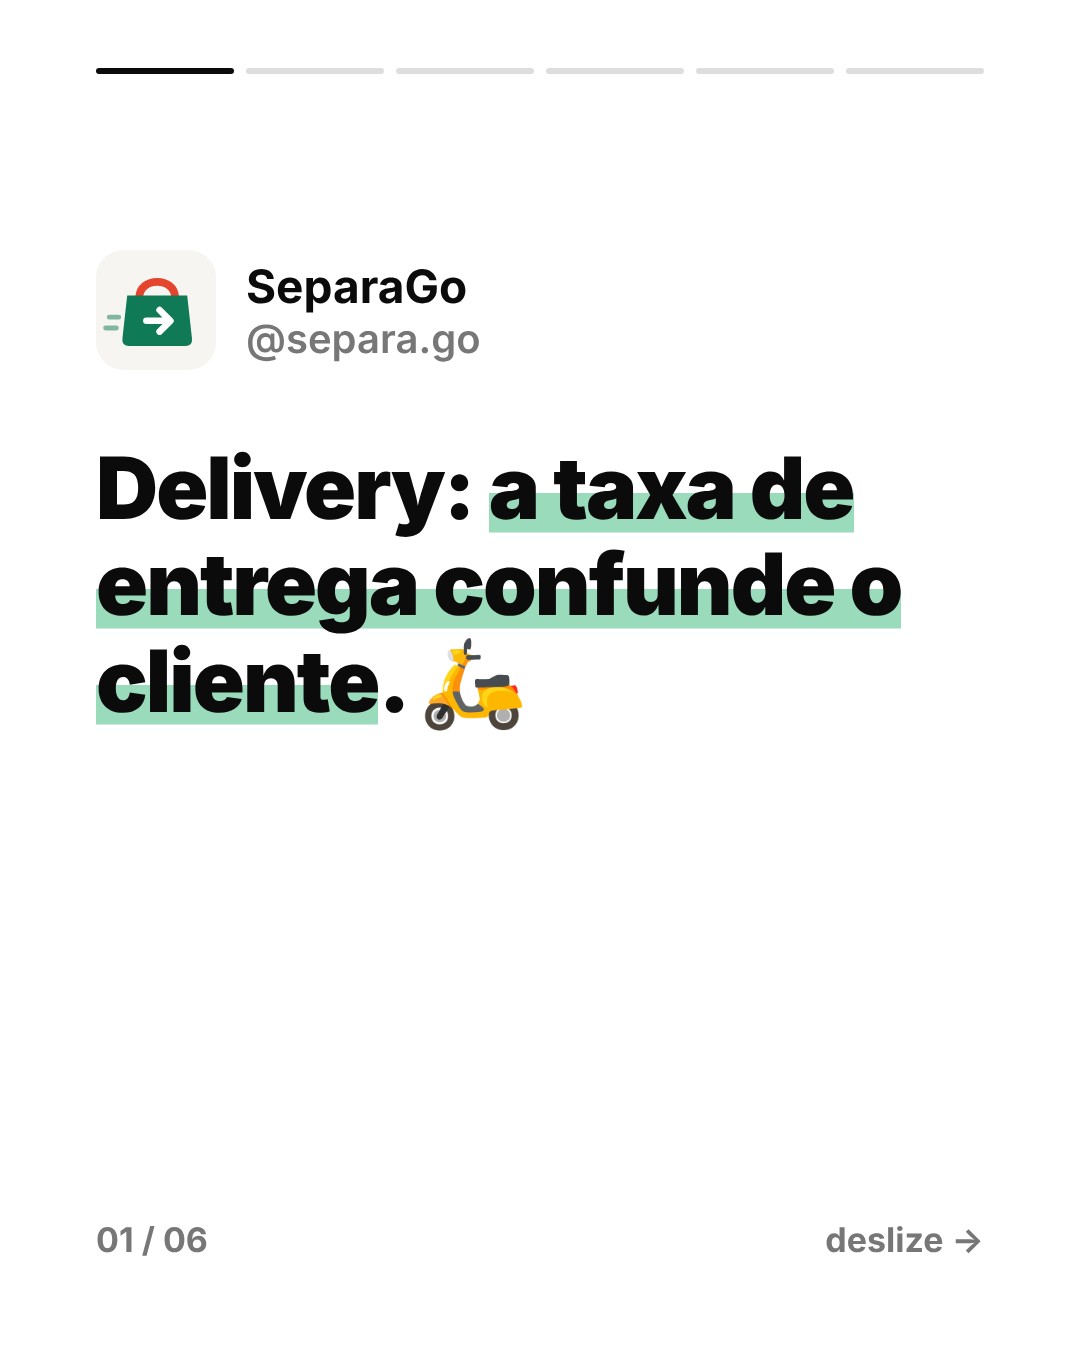 SeparaGo
@separa.go
Delivery: a taxa de
entrega confunde o
cliente. 🛵
01 / 06
deslize →